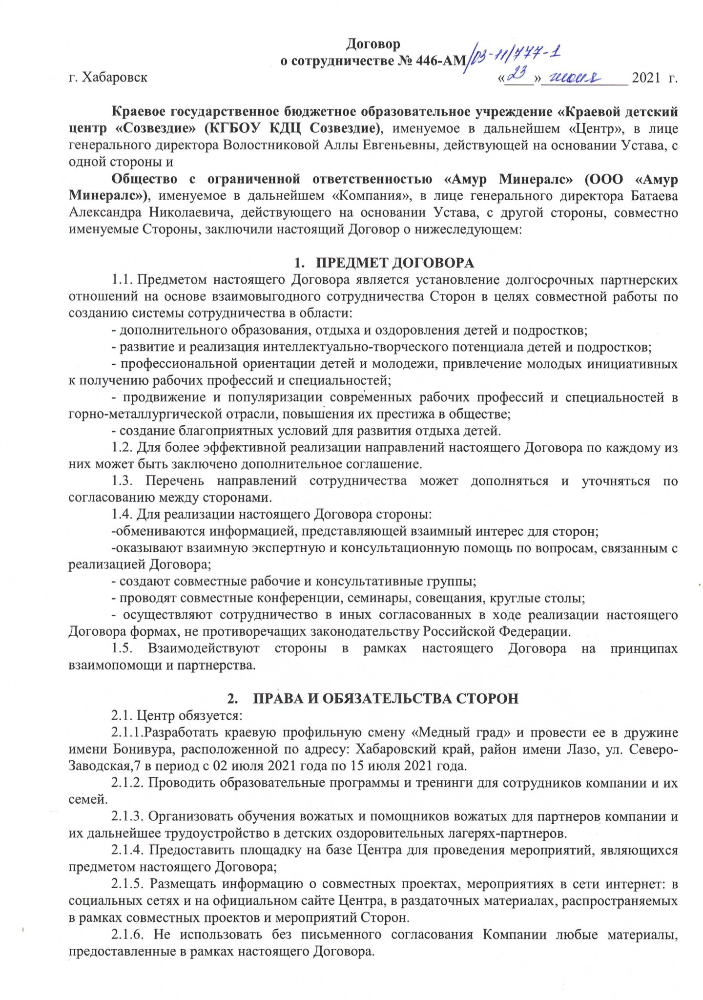 Договор
о сотрудничестве № 446-АМ/03-11/777-1
г. Хабаровск «23» июня 2021 г.
Краевое государственное бюджетное образовательное учреждение «Краевой детский
центр «Созвездие» (КГБОУ КДЦ Созвездие), именуемое в дальнейшем «Центр», в лице
генерального директора Волостниковой Аллы Евгеньевны, действующей на основании Устава, с
одной стороны и
Общество с ограниченной ответственностью «Амур Минералс» (ООО «Амур
Минералс»), именуемое в дальнейшем «Компания», в лице генерального директора Батаева
Александра Николаевича, действующего на основании Устава, с другой стороны, совместно
именуемые Стороны, заключили настоящий Договор о нижеследующем:
1. ПРЕДМЕТ ДОГОВОРА
1.1. Предметом настоящего Договора является установление долгосрочных партнерских
отношений на основе взаимовыгодного сотрудничества Сторон в целях совместной работы по
созданию системы сотрудничества в области:
- дополнительного образования, отдыха и оздоровления детей и подростков;
- развитие и реализация интеллектуально-творческого потенциала детей и подростков;
- профессиональной ориентации детей и молодежи, привлечение молодых инициативных
к получению рабочих профессий и специальностей;
- продвижение и популяризации современных рабочих профессий и специальностей в
горно-металлургической отрасли, повышения их престижа в обществе;
- создание благоприятных условий для развития отдыха детей.
1.2. Для более эффективной реализации направлений настоящего Договора по каждому из
них может быть заключено дополнительное соглашение.
1.3. Перечень направлений сотрудничества может дополняться и уточняться по
согласованию между сторонами.
1.4. Для реализации настоящего Договора стороны:
-обмениваются информацией, представляющей взаимный интерес для сторон;
-оказывают взаимную экспертную и консультационную помощь по вопросам, связанным с
реализацией Договора;
- создают совместные рабочие и консультативные группы;
- проводят совместные конференции, семинары, совещания, круглые столы;
- осуществляют сотрудничество в иных согласованных в ходе реализации настоящего
Договора формах, не противоречащих законодательству Российской Федерации.
1.5. Взаимодействуют стороны в рамках настоящего Договора на принципах
взаимопомощи и партнерства.
2. ПРАВА И ОБЯЗАТЕЛЬСТВА СТОРОН
2.1. Центр обязуется:
2.1.1.Разработать краевую профильную смену «Медный град» и провести ее в дружине
имени Бонивура, расположенной по адресу: Хабаровский край, район имени Лазо, ул. Северо-
Заводская,7 в период с 02 июля 2021 года по 15 июля 2021 года.
2.1.2. Проводить образовательные программы и тренинги для сотрудников компании и их
семей.
2.1.3. Организовать обучения вожатых и помощников вожатых для партнеров компании и
их дальнейшее трудоустройство в детских оздоровительных лагерях-партнеров.
2.1.4. Предоставить площадку на базе Центра для проведения мероприятий, являющихся
предметом настоящего Договора;
2.1.5. Размещать информацию о совместных проектах, мероприятиях в сети интернет: в
социальных сетях и на официальном сайте Центра, в раздаточных материалах, распространяемых
в рамках совместных проектов и мероприятий Сторон.
2.1.6. Не использовать без письменного согласования Компании любые материалы,
предоставленные в рамках настоящего Договора.